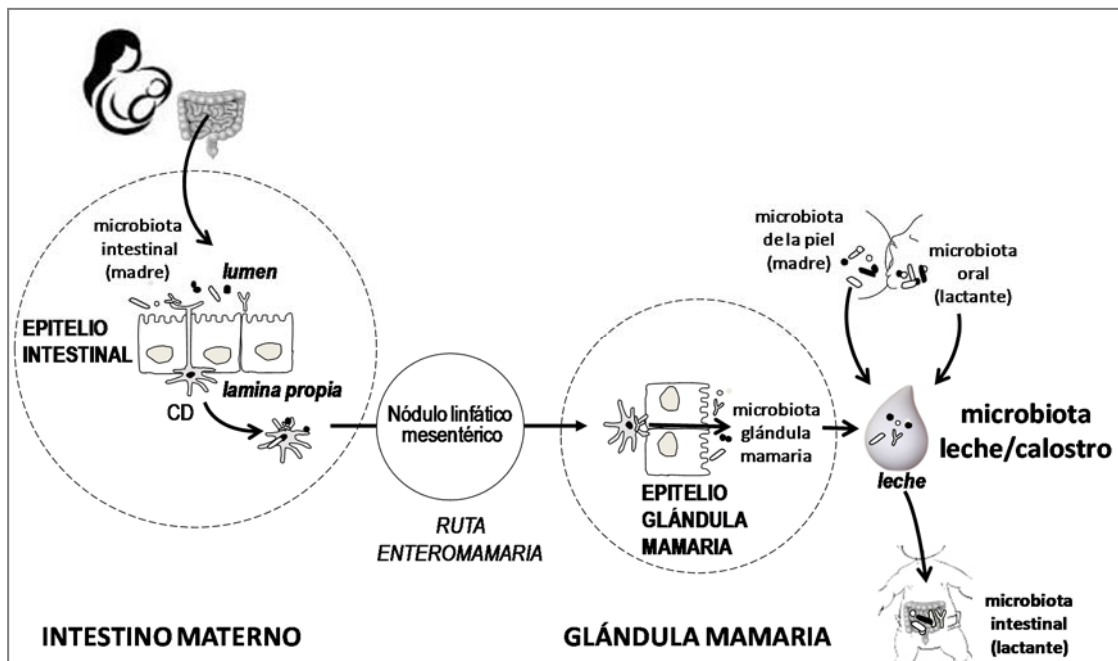 microbiota
intestinal
(madre)
lumen
EPITELIO
INTESTINAL
lamina propia
CD
Nódulo linfático
mesentérico
RUTA
ENTEROMAMARIA
microbiota
glándula
mamaria
EPITELIO
GLÁNDULA
MAMARIA
microbiota
de la piel
(madre)
microbiota
oral
(lactante)
microbiota
leche/calostro
leche
microbiota
intestinal
(lactante)
INTESTINO MATERNO
GLÁNDULA MAMARIA